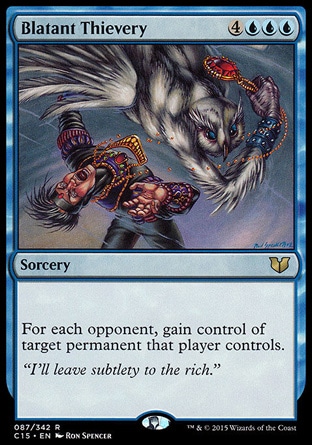 Blatant Thievery 4
Sorcery
For each opponent, gain control of
target permanent that player controls.
“I’ll leave subtlety to the rich.”
087/342 R
C15 • EN Ron Spencer
™ & © 2015 Wizards of the Coast